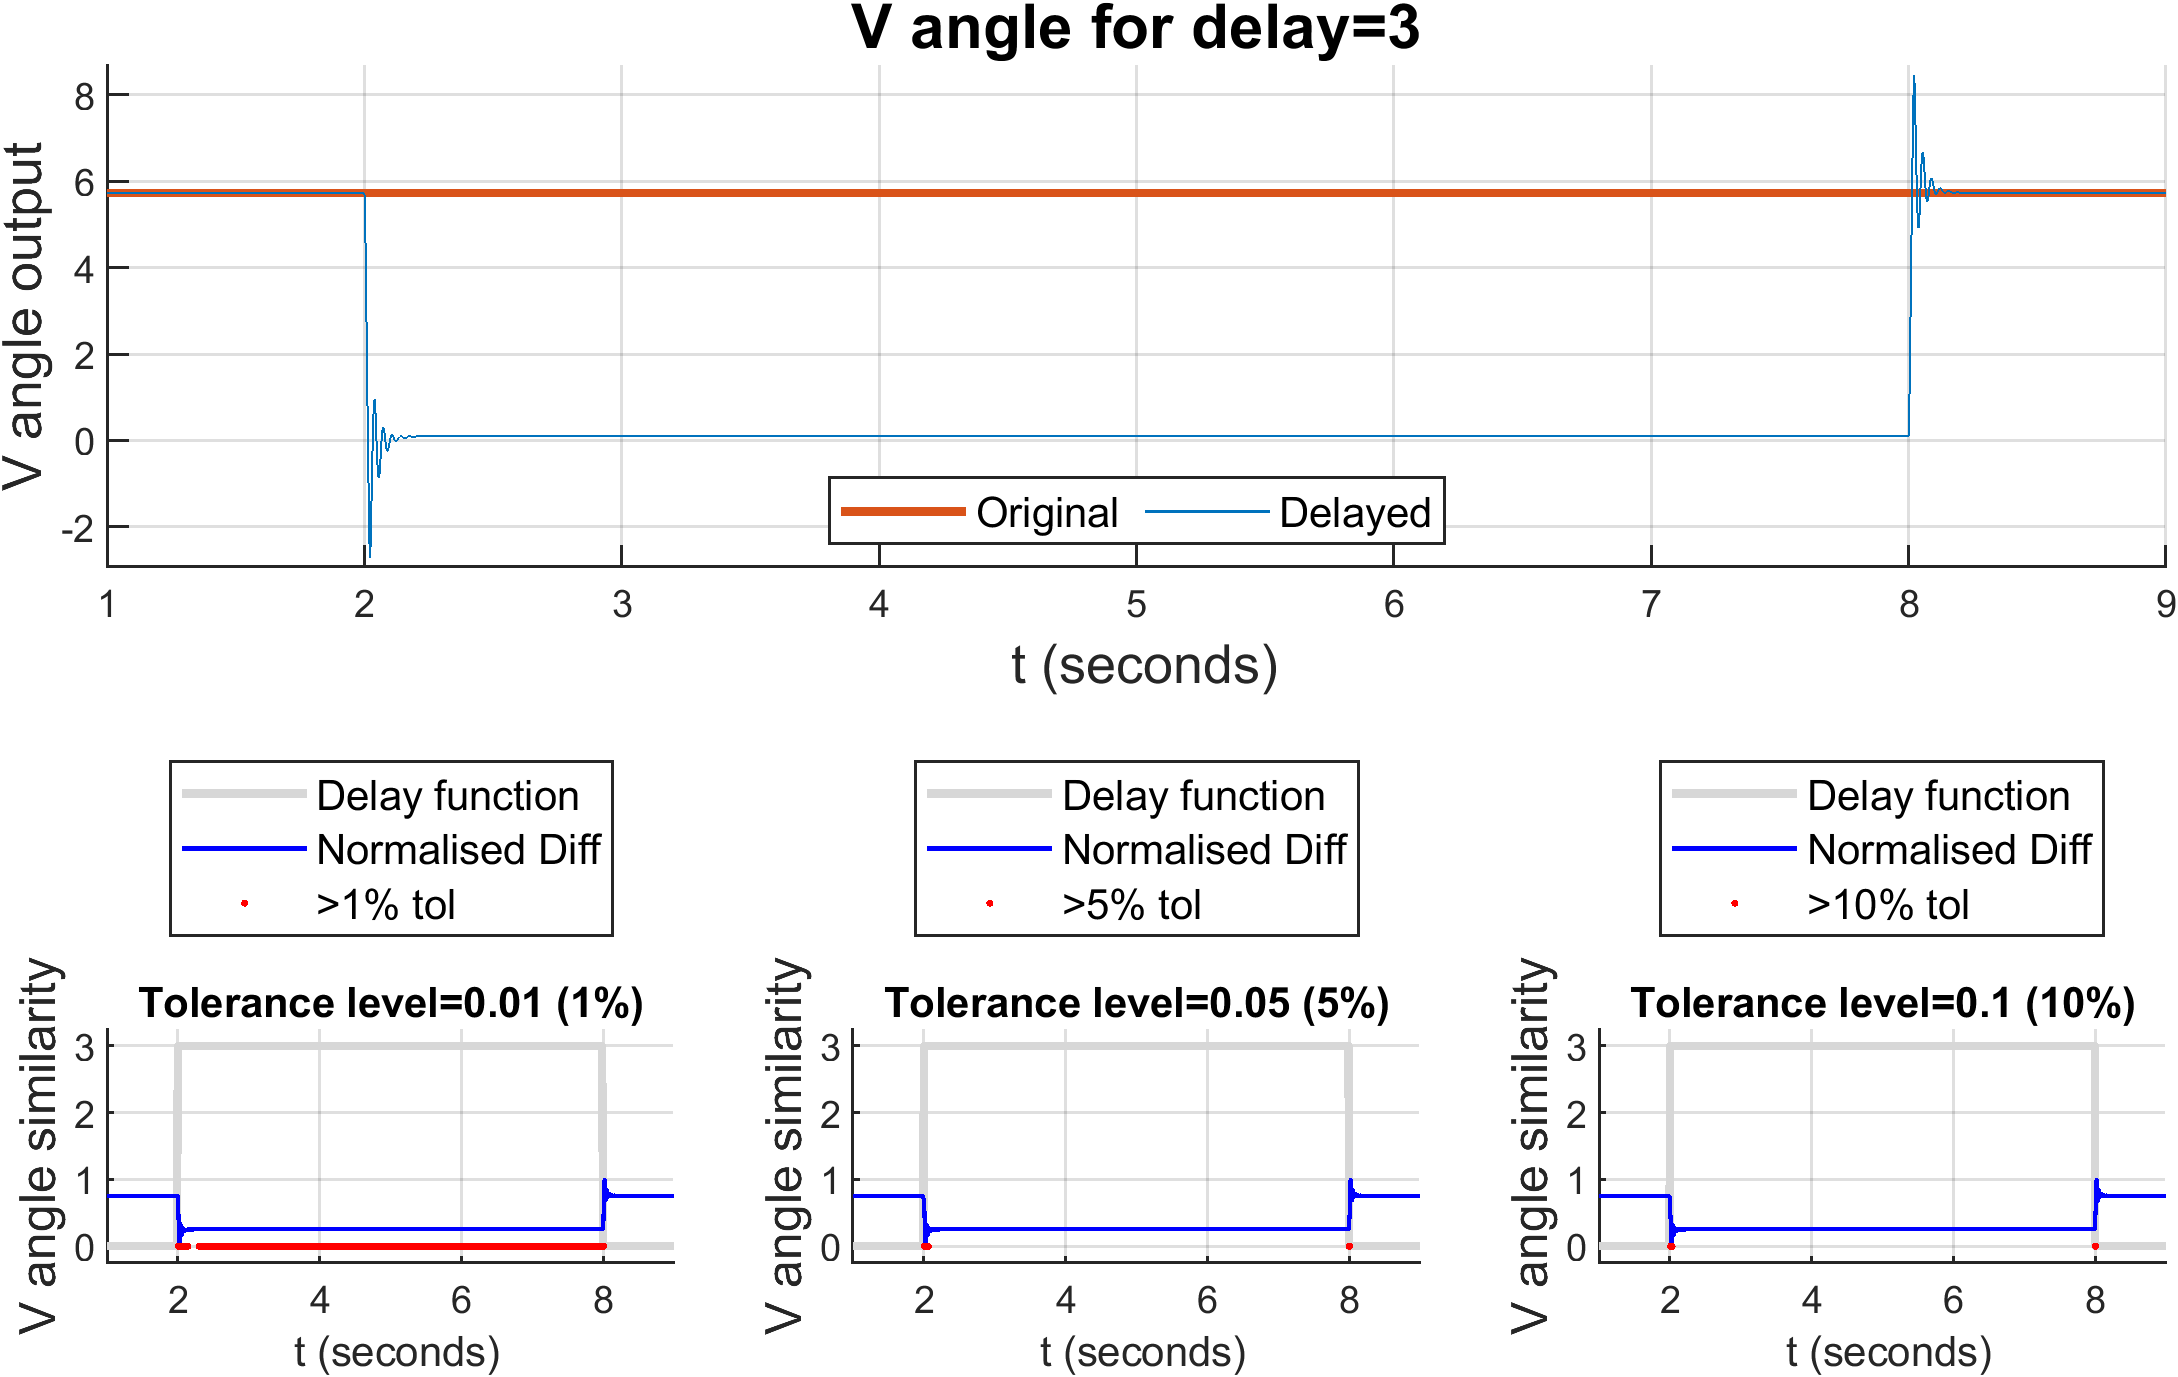 V angle for delay=3
V angle output
8
6
4
2
0
-2
Original Delayed
1 2 3 4 5 6 7 8 9
t (seconds)
Delay function
Normalised Diff
>1% tol
Delay function
Normalised Diff
>5% tol
Delay function
Normalised Diff
>10% tol
Tolerance level=0.01 (1%)
V angle similarity
3
2
1
0
2 4 6 8
t (seconds)
Tolerance level=0.05 (5%)
V angle similarity
3
2
1
0
2 4 6 8
t (seconds)
Tolerance level=0.1 (10%)
V angle similarity
3
2
1
0
2 4 6 8
t (seconds)